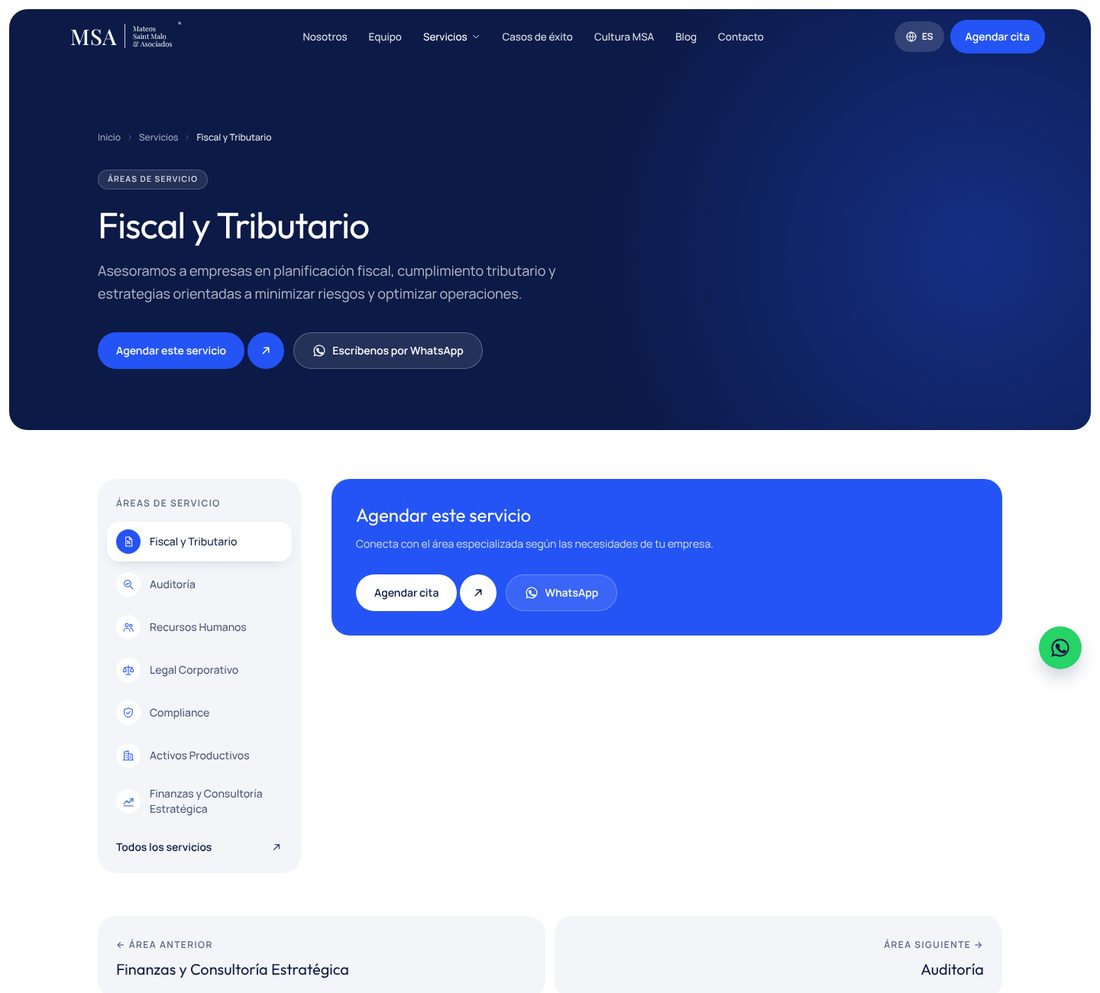 MSA
Mateos
Saint Malo
& Asociados
Nosotros
Equipo
Servicios
Casos de éxito
Cultura MSA
Blog
Contacto
ES
Agendar cita
Inicio
Servicios
Fiscal y Tributario
ÁREAS DE SERVICIO
Fiscal y Tributario
Asesoramos a empresas en planificación fiscal, cumplimiento tributario y
estrategias orientadas a minimizar riesgos y optimizar operaciones.
Agendar este servicio
Escríbenos por WhatsApp
ÁREAS DE SERVICIO
Fiscal y Tributario
Auditoría
Recursos Humanos
Legal Corporativo
Compliance
Activos Productivos
Finanzas y Consultoría
Estratégica
Todos los servicios
Agendar este servicio
Conecta con el área especializada según las necesidades de tu empresa.
Agendar cita
WhatsApp
← ÁREA ANTERIOR
Finanzas y Consultoría Estratégica
ÁREA SIGUIENTE →
Auditoría